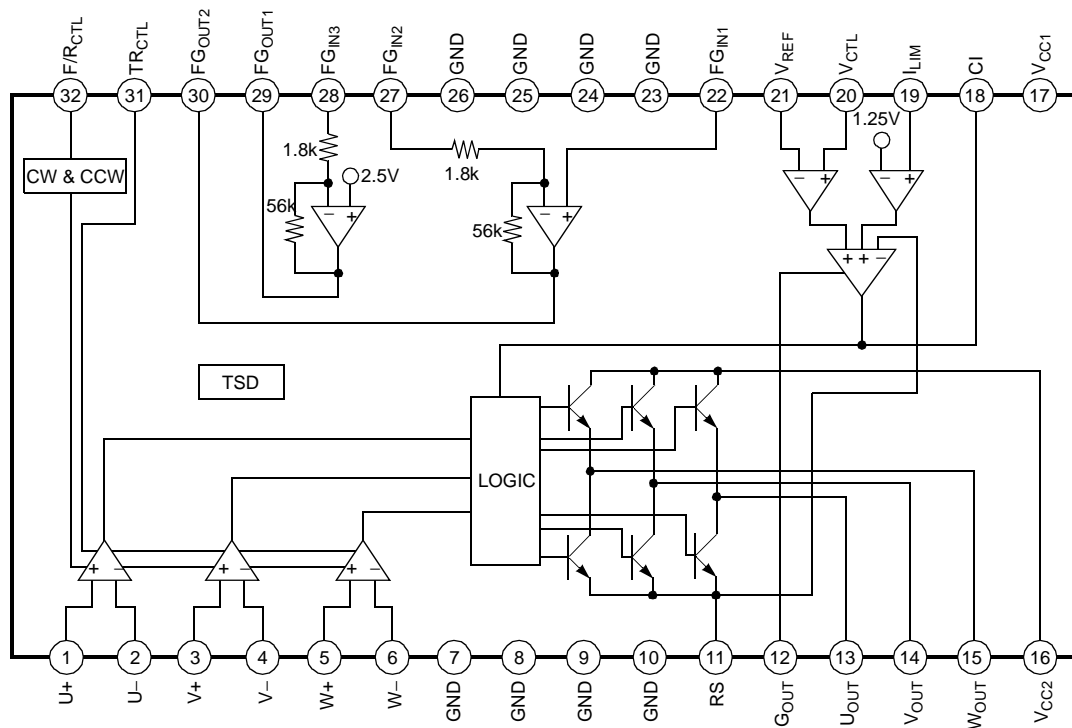 F/RCTL
TRCTL
FGOUT2
FGOUT1
FGIN3
FGIN2
GND
GND
GND
GND
FGIN1
VREF
VCTL
ILIM
CI
VCC1
32
31
30
29
28
27
26
25
24
23
22
21
20
19
18
17
1.25V
CW & CCW
1.8k
1.8k
2.5V
− +
− +
56k
− +
56k
− +
+ + −
TSD
LOGIC
+ −
+ −
+ −
1
2
3
4
5
6
7
8
9
10
11
12
13
14
15
16
U+
U−
V+
V−
W+
W−
GND
GND
GND
GND
RS
GOUT
UOUT
VOUT
WOUT
VCC2